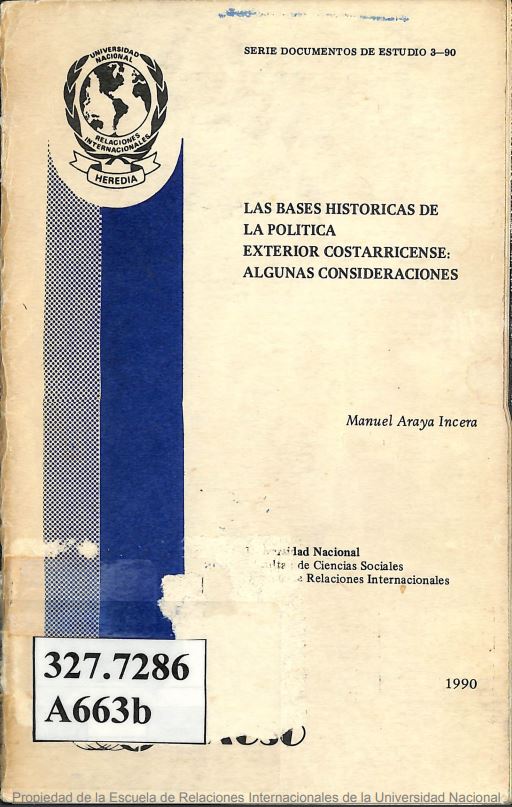 SERIE DOCUMENTOS DE ESTUDIO 3—90
UNIVERSIDAD
NACIONAL
RELACIONES
INTERNACIONALES
HEREDIA
LAS BASES HISTORICAS DE
LA POLITICA
EXTERIOR COSTARRICENSE:
ALGUNAS CONSIDERACIONES
Manuel Araya Incera
Nacional
de Ciencias Sociales
Relaciones Internacionales
327.7286
A663b
1990
Propiedad de la Escuela de Relaciones Internacionales de la Universidad Nacional